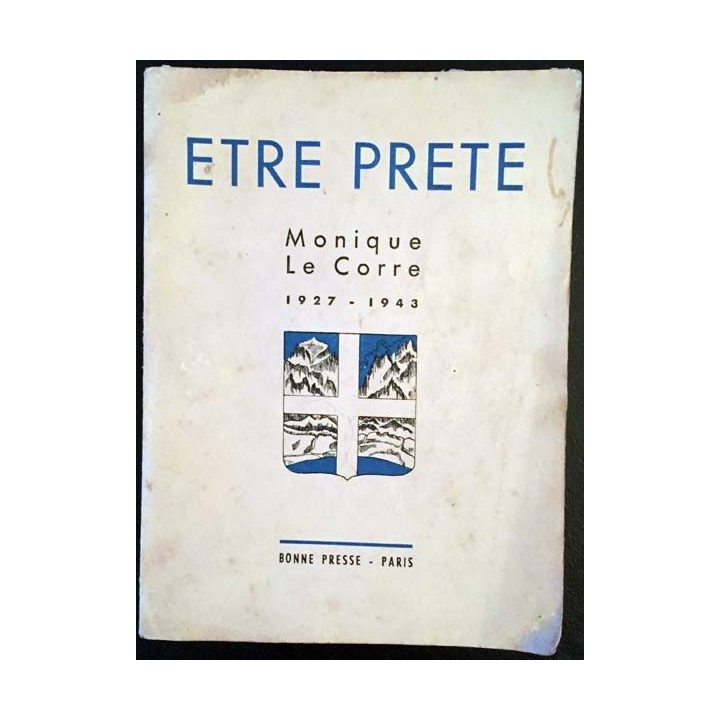 ETRE PRETE
Monique
Le Corre
1927 - 1943
BONNE PRESSE - PARIS